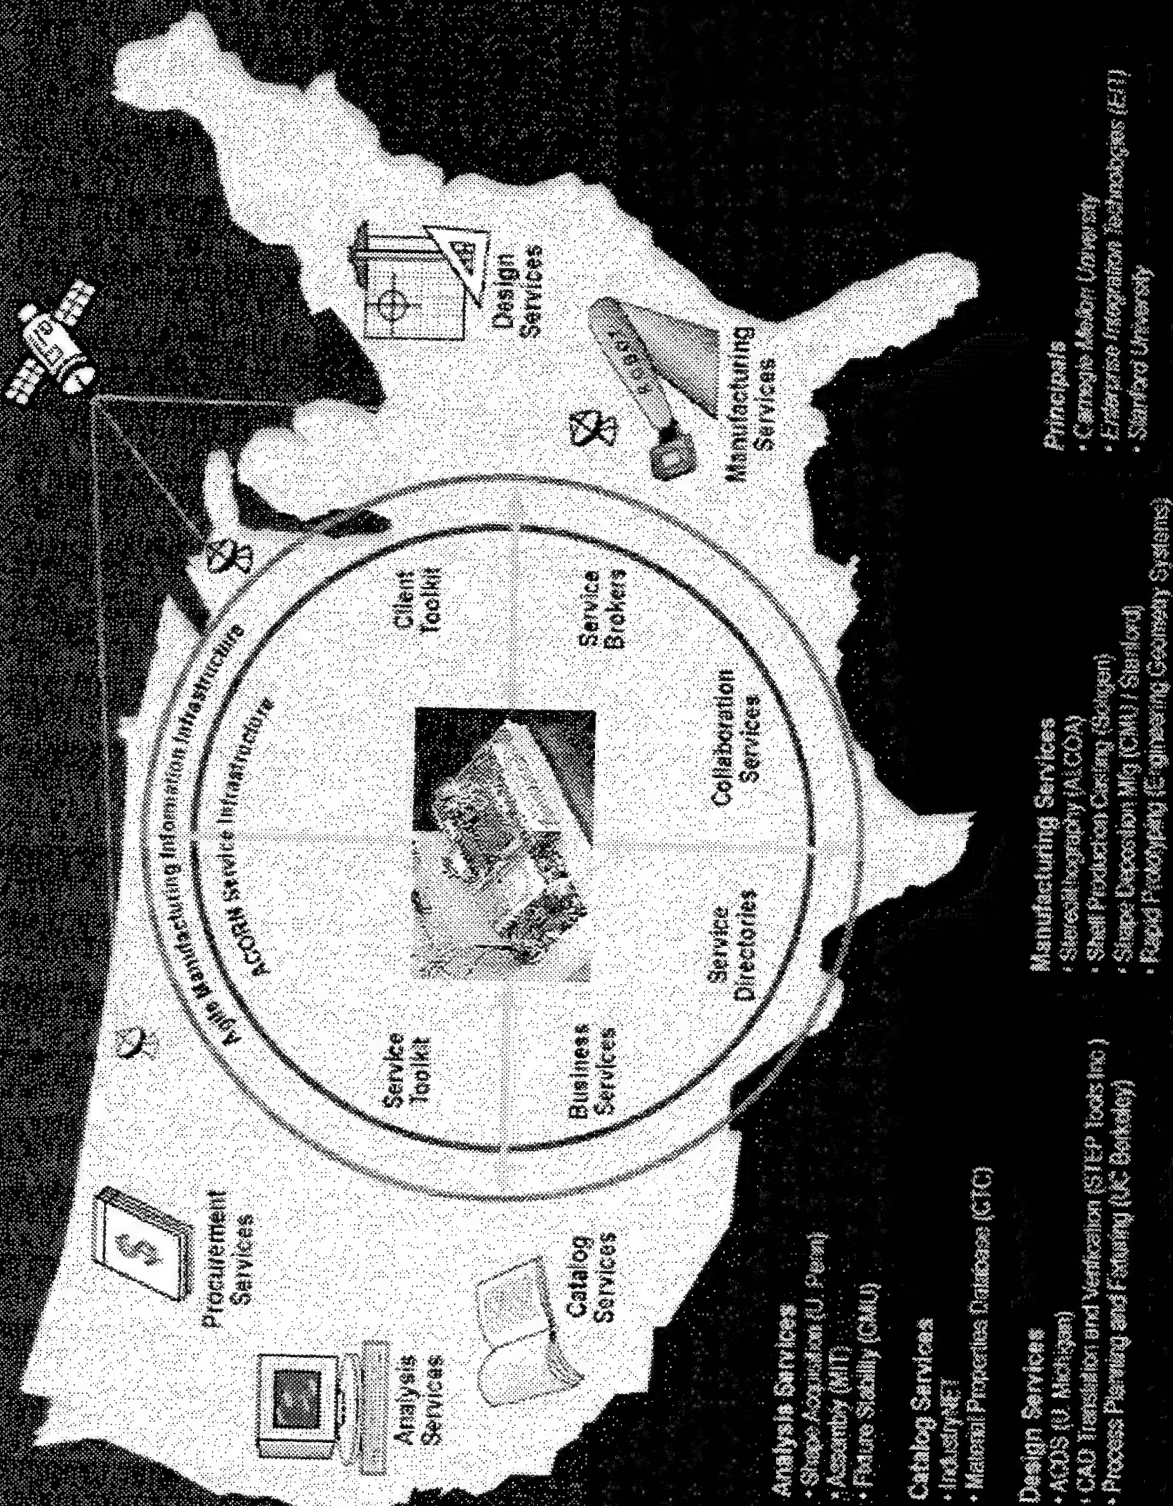 Agile Manufacturing Information Infrastructure
ACORN Service Infrastructure
Procurement
Services
Analysis
Services
Catalog
Services
Service
Toolkit
Client
Toolkit
Business
Services
Service
Brokers
Service
Directories
Collaboration
Services
Design
Services
ROBOT
Manufacturing
Services
Analysis Services
• Shape Acquisition (U. Penn)
• Assembly (MIT)
• Fixture Stability (CMU)
Catalog Services
• IndustryNET
• Material Properties Database (CTC)
Design Services
• ACDS (U. Michigan)
• CAD Translation and Verification (STEP Tools Inc.)
• Process Planning and Fixturing (UC Berkeley)
Manufacturing Services
• Stereolithography (ALCOA)
• Shell Production Casting (Soligen)
• Shape Deposition Mfg (CMU) / Stanford)
• Rapid Prototyping (Engineering Geometry Systems)
Principals
• Carnegie Mellon University
• Enterprise Integration Technologies (EIT)
• Stanford University